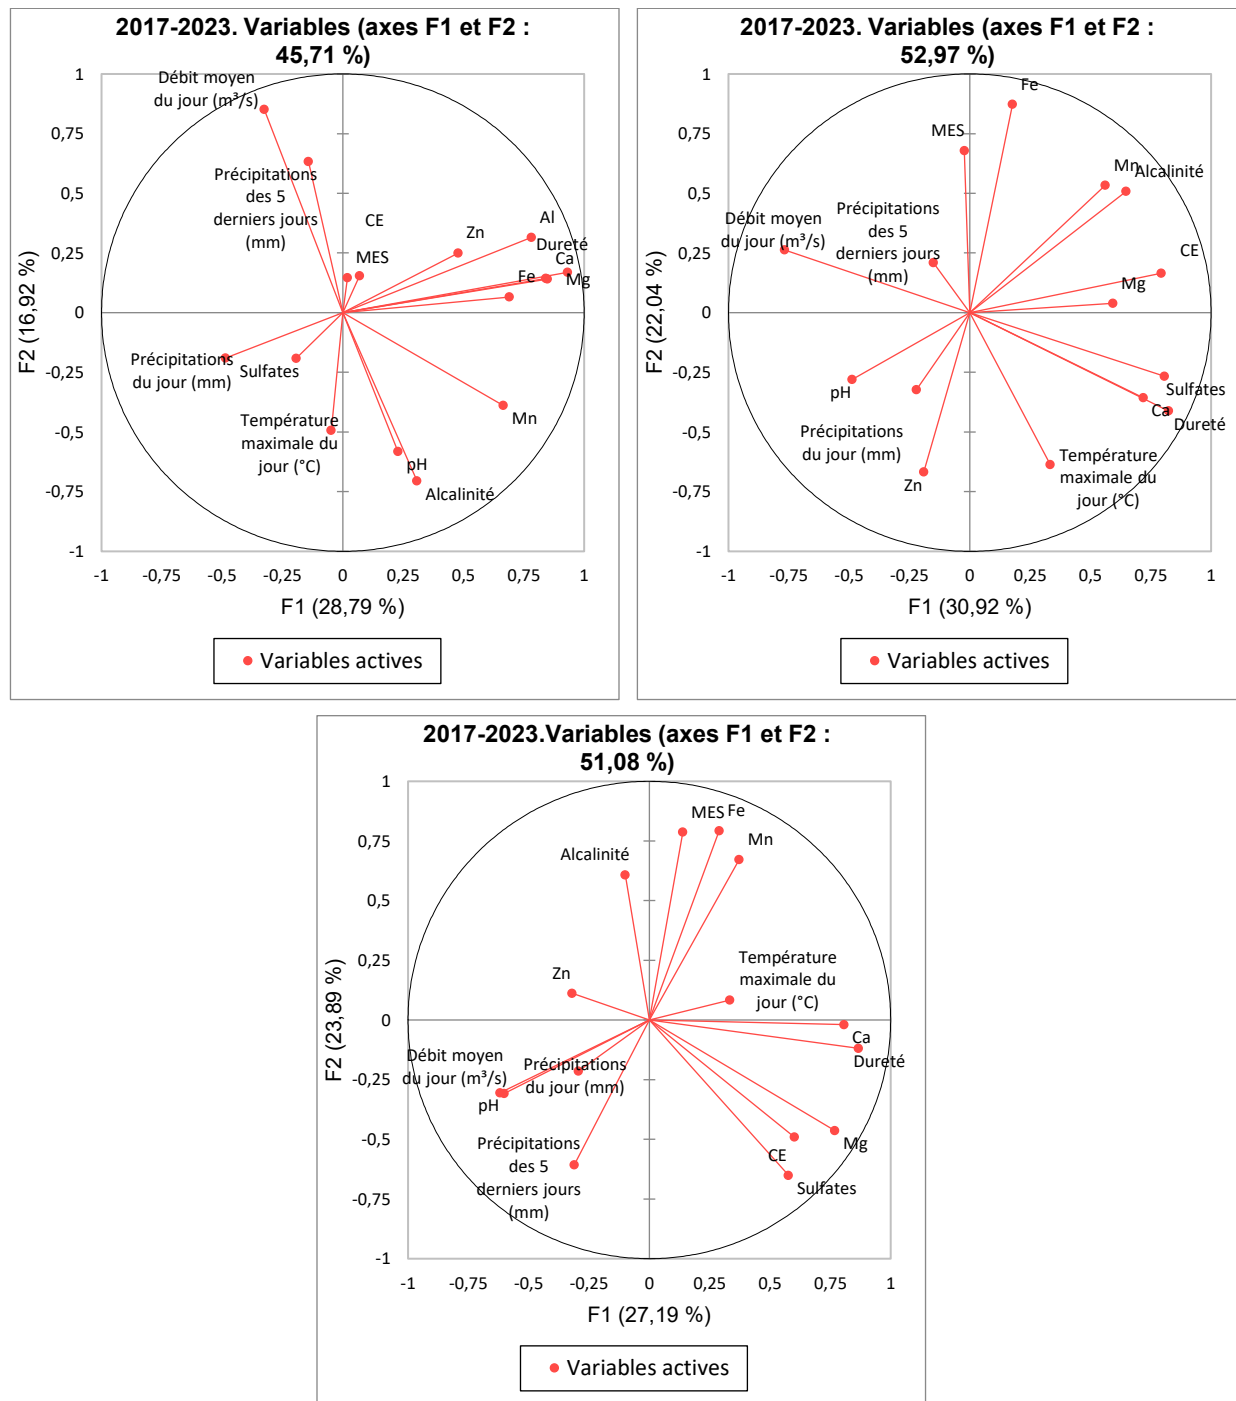 2017-2023. Variables (axes F1 et F2 :
45,71 %)
Débit moyen
du jour (m³/s)
Précipitations
des 5
derniers jours
(mm)
CE
MES
Zn
Al
Dureté
Ca
Fe
Mg
Précipitations
du jour (mm)
Sulfates
Température
maximale du
jour (°C)
Mn
pH
Alcalinité
1
0,75
0,5
0,25
0
-0,25
-0,5
-0,75
-1
F2 (16,92 %)
-1
-0,75
-0,5
-0,25
0
0,25
0,5
0,75
1
F1 (28,79 %)
Variables actives
2017-2023. Variables (axes F1 et F2 :
52,97 %)
Fe
MES
Mn
Alcalinité
Débit moyen
du jour (m³/s)
Précipitations
des 5
derniers jours
(mm)
CE
Mg
pH
Sulfates
Ca
Dureté
Précipitations
du jour (mm)
Zn
Température
maximale du
jour (°C)
1
0,75
0,5
0,25
0
-0,25
-0,5
-0,75
-1
F2 (22,04 %)
-1
-0,75
-0,5
-0,25
0
0,25
0,5
0,75
1
F1 (30,92 %)
Variables actives
2017-2023.Variables (axes F1 et F2 :
51,08 %)
MES
Fe
Mn
Alcalinité
Zn
Température
maximale du
jour (°C)
Ca
Dureté
Débit moyen
du jour (m³/s)
pH
Précipitations
du jour (mm)
Précipitations
des 5
derniers jours
(mm)
Mg
CE
Sulfates
1
0,75
0,5
0,25
0
-0,25
-0,5
-0,75
-1
F2 (23,89 %)
-1
-0,75
-0,5
-0,25
0
0,25
0,5
0,75
1
F1 (27,19 %)
Variables actives